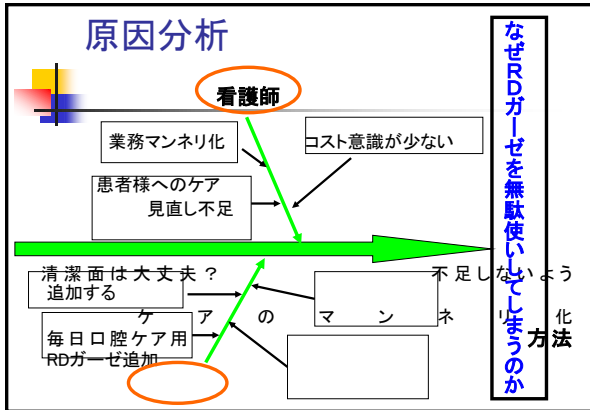 原因分析
看護師
業務マンネリ化
コスト意識が少ない
患者様へのケア
見直し不足
なぜRDガーゼを無駄使いしてしまうのか
清潔面は大丈夫？
不足しないよう
追加する
ケアのマンネリ化
毎日口腔ケア用
RDガーゼ追加
方法